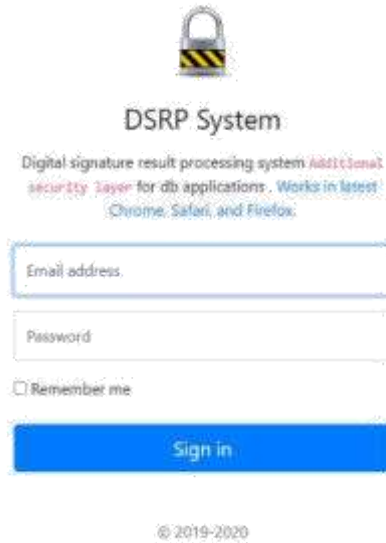 DSRP System
Digital signature result processing system Additional
security layer for db applications . Works in latest
Chrome, Safari, and Firefox.
Email address
Password
Remember me
Sign in
© 2019-2020